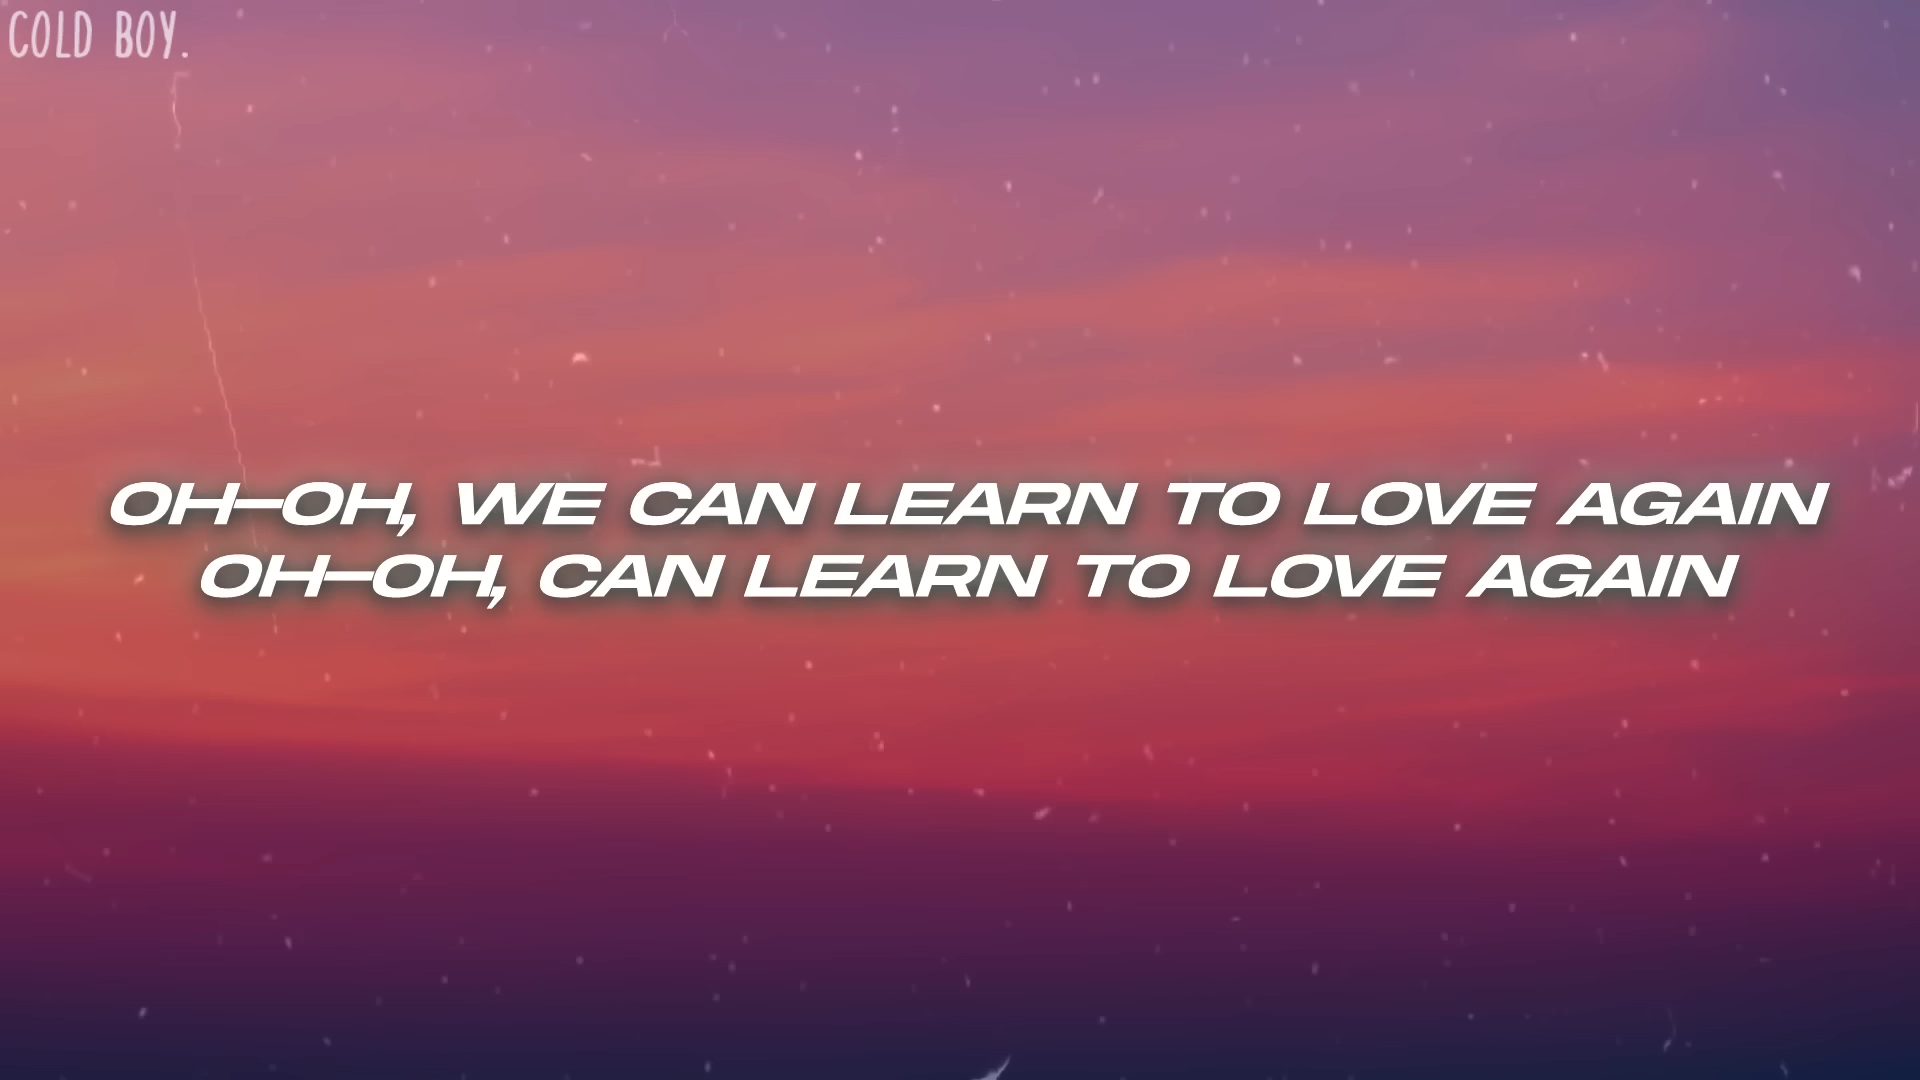 COLD BOY.
OH-OH, WE CAN LEARN TO LOVE AGAIN
OH-OH, CAN LEARN TO LOVE AGAIN